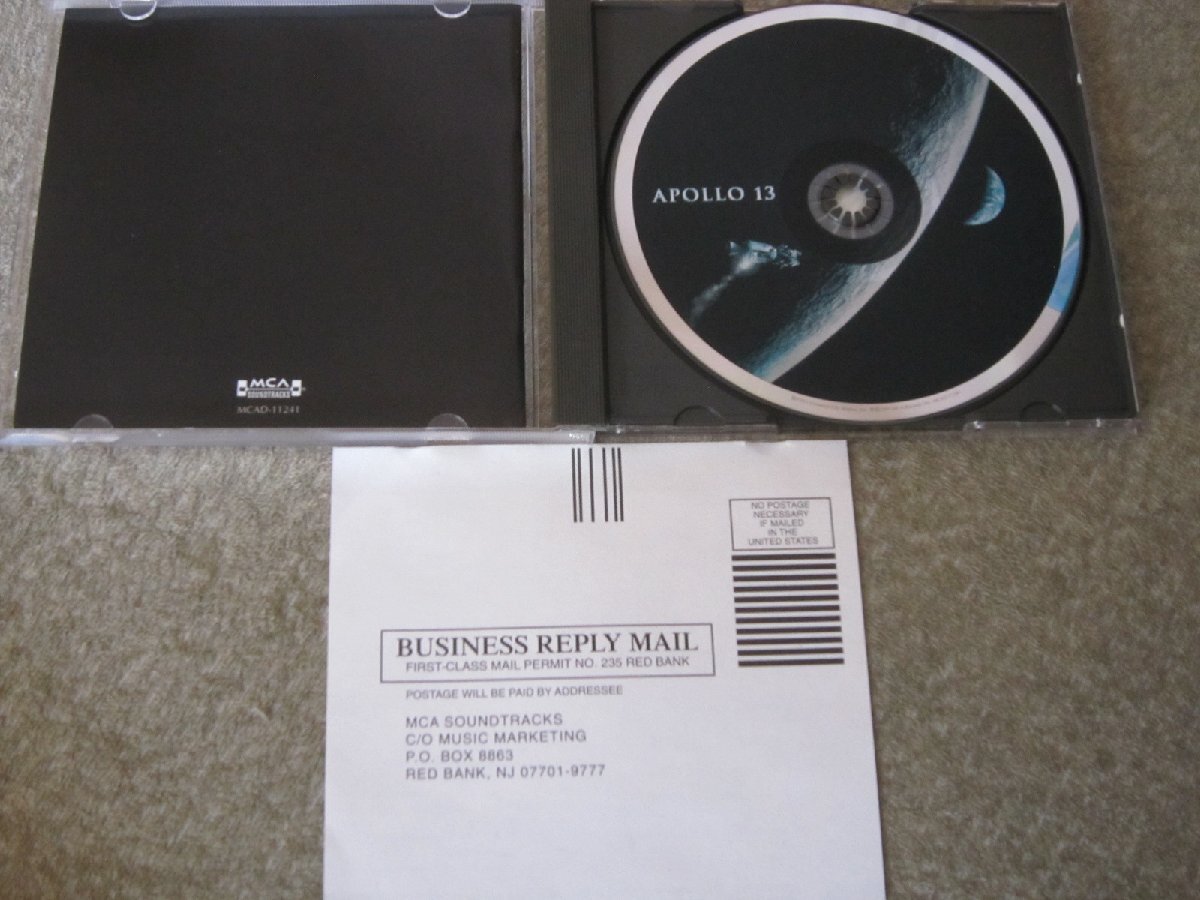 APOLLO 13
MCA
SOUNDTRACKS
MCAD-11241
NO POSTAGE
NECESSARY
IF MAILED
IN THE
UNITED STATES
BUSINESS REPLY MAIL
FIRST-CLASS MAIL PERMIT NO. 235 RED BANK
POSTAGE WILL BE PAID BY ADDRESSEE
MCA SOUNDTRACKS
C/O MUSIC MARKETING
P.O. BOX 8863
RED BANK, NJ 07701-9777